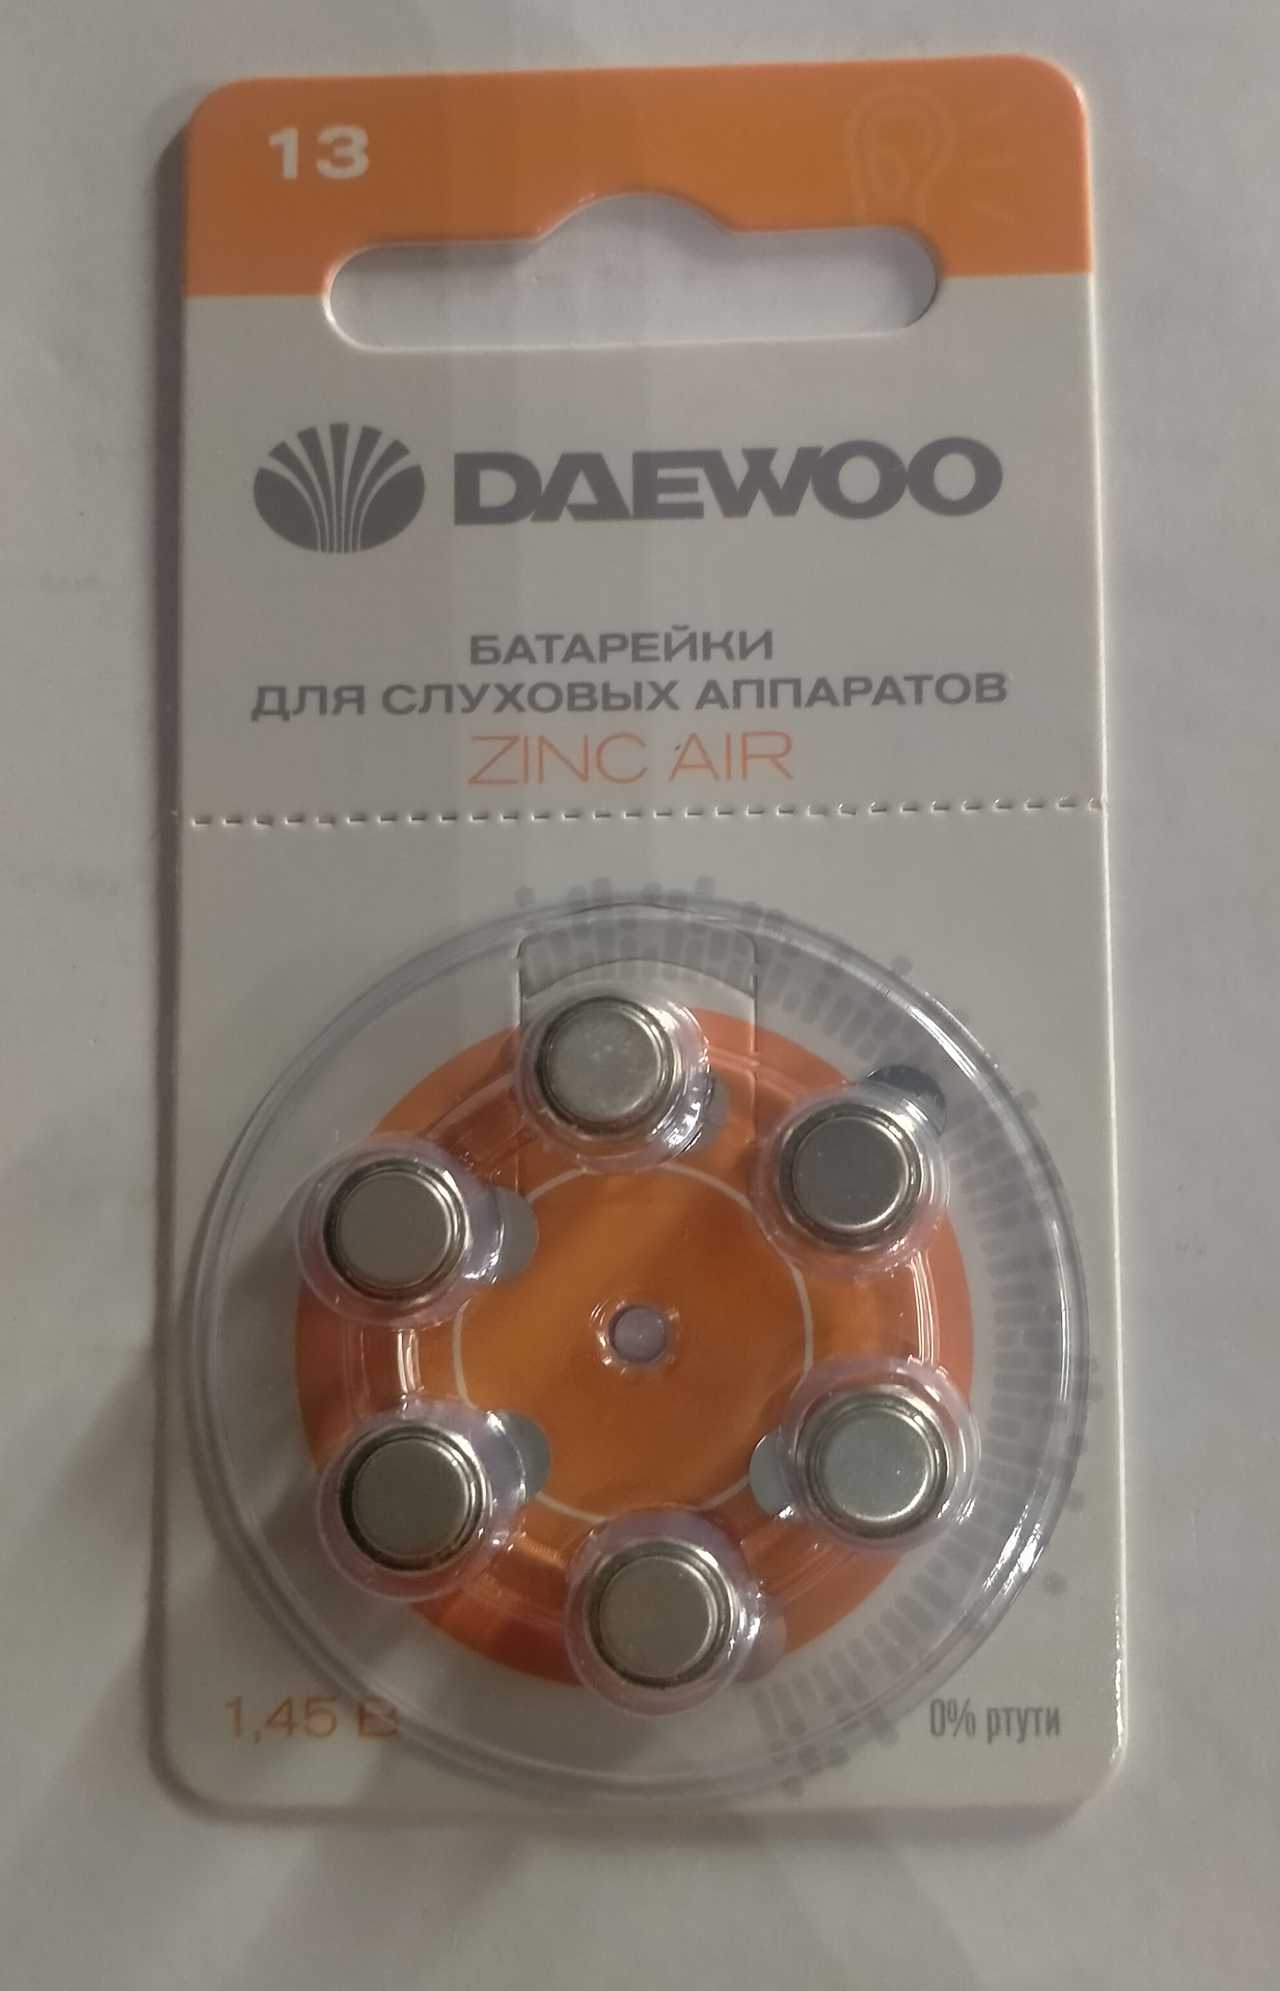 13
DAEWOO
БАТАРЕЙКИ
ДЛЯ СЛУХОВЫХ АППАРАТОВ
ZINC AIR
1,45 В
0% ртути